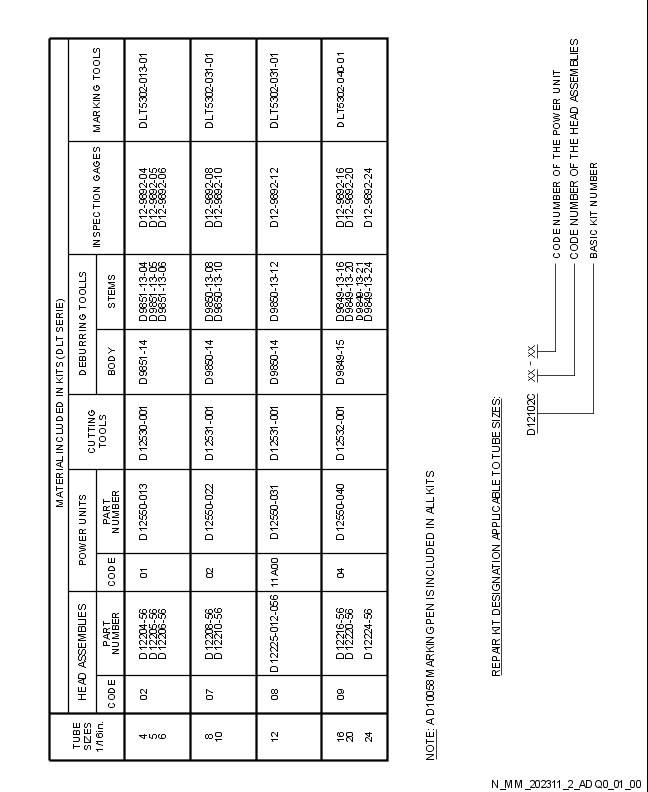 MATERIAL INCLUDED IN KITS (DLT SERIE)
TUBE SIZES 1/16in.
HEAD ASSEMBLIES
CODE
PART NUMBER
POWER UNITS
CODE
PART NUMBER
CUTTING TOOLS
DEBURRING TOOLLS
BODY
STEMS
INSPECTION GAGES
MARKING TOOLS
4 02 D12204-56 01 D12550-013 D12530-001 D9851-14 D9851-13-04 D12-9892-04 DLT5302-013-01
5 D12205-56 D9851-13-05 D12-9892-05
6 D12206-56 D9851-13-06 D12-9892-06
8 07 D12208-56 02 D12550-022 D12531-001 D9850-14 D9850-13-08 D12-9892-08 DLT5302-031-01
10 D12210-56 D9850-13-10 D12-9892-10
12 08 D12225-012-056 11A00 D12550-031 D12531-001 D9850-14 D9850-13-12 D12-9892-12 DLT5302-031-01
16 09 D12216-56 04 D12550-040 D12532-001 D9849-15 D9849-13-16 D12-9892-16 DLT5302-040-01
20 D12220-56 D9849-13-20 D12-9892-20
D9849-13-21
24 D12224-56 D9849-13-24 D12-9892-24
NOTE: A D10058 MARKING PEN IS INCLUDED IN ALL KITS
REPAIR KIT DESIGNATION APPLICABLE TO TUBE SIZES:
D12102C XX - XX
CODE NUMBER OF THE POWER UNIT
CODE NUMBER OF THE HEAD ASSEMBLIES
BASIC KIT NUMBER
N_MM_202311_2_ADQ0_01_00